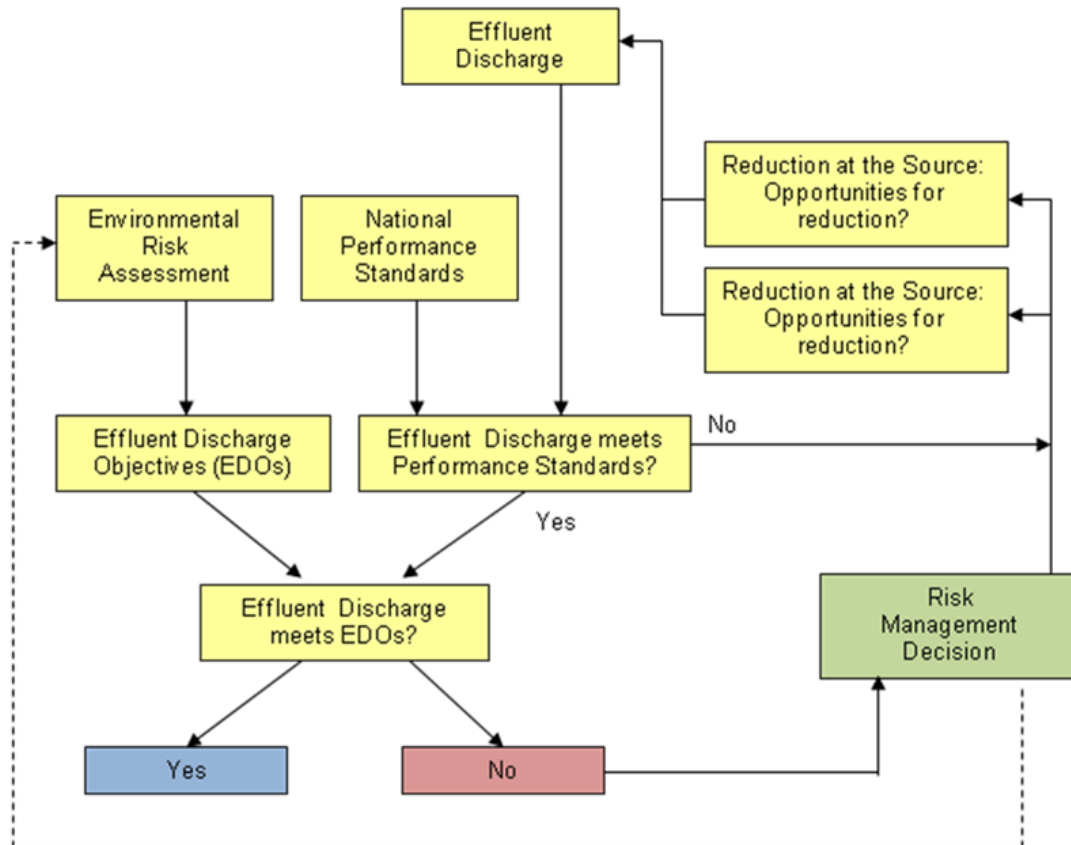 Effluent
Discharge
Reduction at the Source:
Opportunities for
reduction?
Environmental
Risk
Assessment
National
Performance
Standards
Reduction at the Source:
Opportunities for
reduction?
Effluent Discharge
Objectives (EDOs)
Effluent Discharge meets
Performance Standards?
No
Yes
Effluent Discharge
meets EDOs?
Risk
Management
Decision
Yes
No